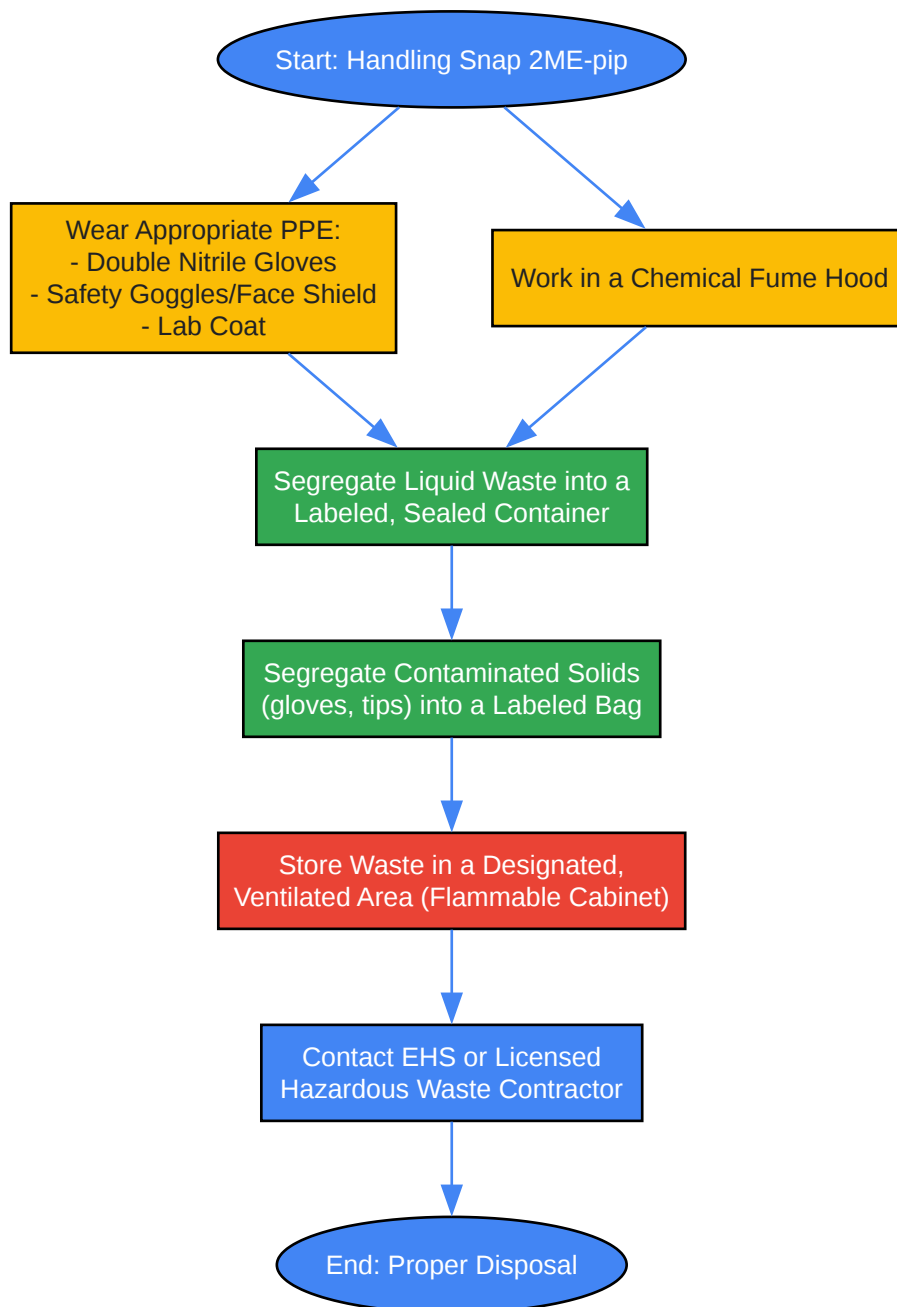 Start: Handling Snap 2ME-pip
Wear Appropriate PPE:
- Double Nitrile Gloves
- Safety Goggles/Face Shield
- Lab Coat
Work in a Chemical Fume Hood
Segregate Liquid Waste into a
Labeled, Sealed Container
Segregate Contaminated Solids
(gloves, tips) into a Labeled Bag
Store Waste in a Designated,
Ventilated Area (Flammable Cabinet)
Contact EHS or Licensed
Hazardous Waste Contractor
End: Proper Disposal